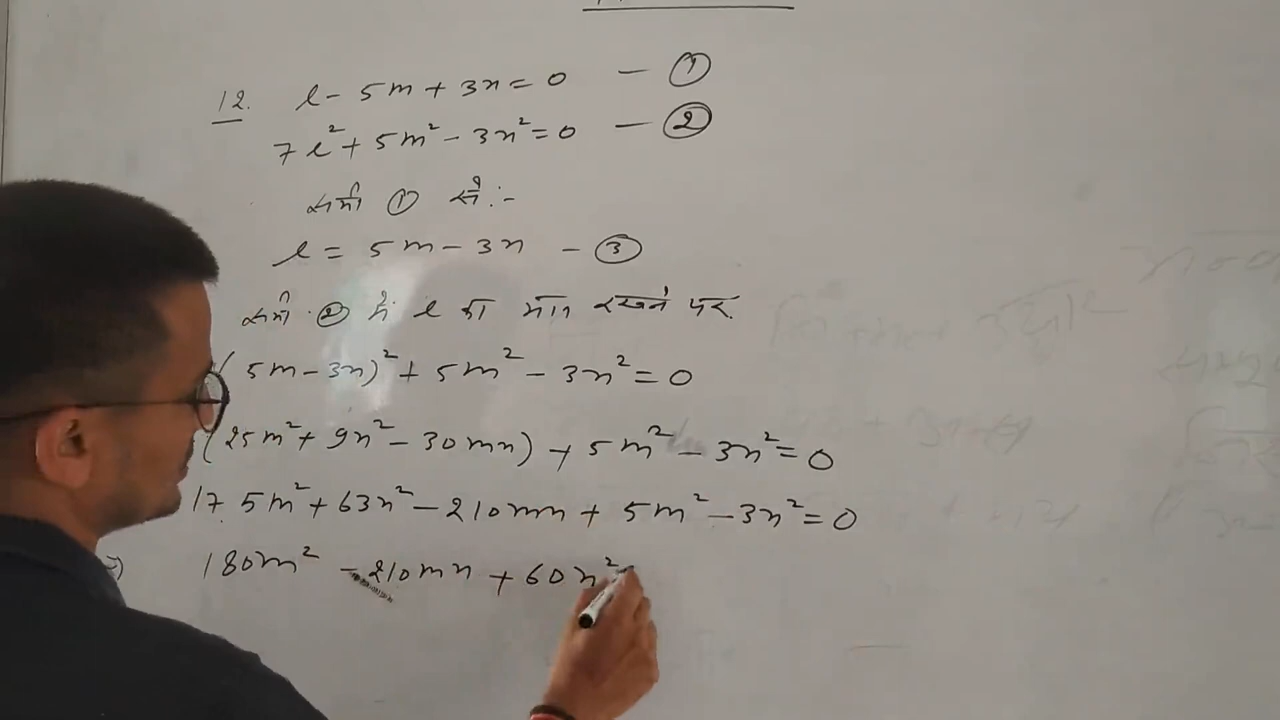 12. l - 5m + 3n = 0 — ①
7l² + 5m² - 3n² = 0 — ②
समी ① से :-
l = 5m - 3n - ③
समी ② में l का मान रखने पर.
(5m - 3n)² + 5m² - 3n² = 0
(25m² + 9n² - 30mn) + 5m² - 3n² = 0
175m² + 63n² - 210mn + 5m² - 3n² = 0
⇒ 180m² - 210mn + 60n²